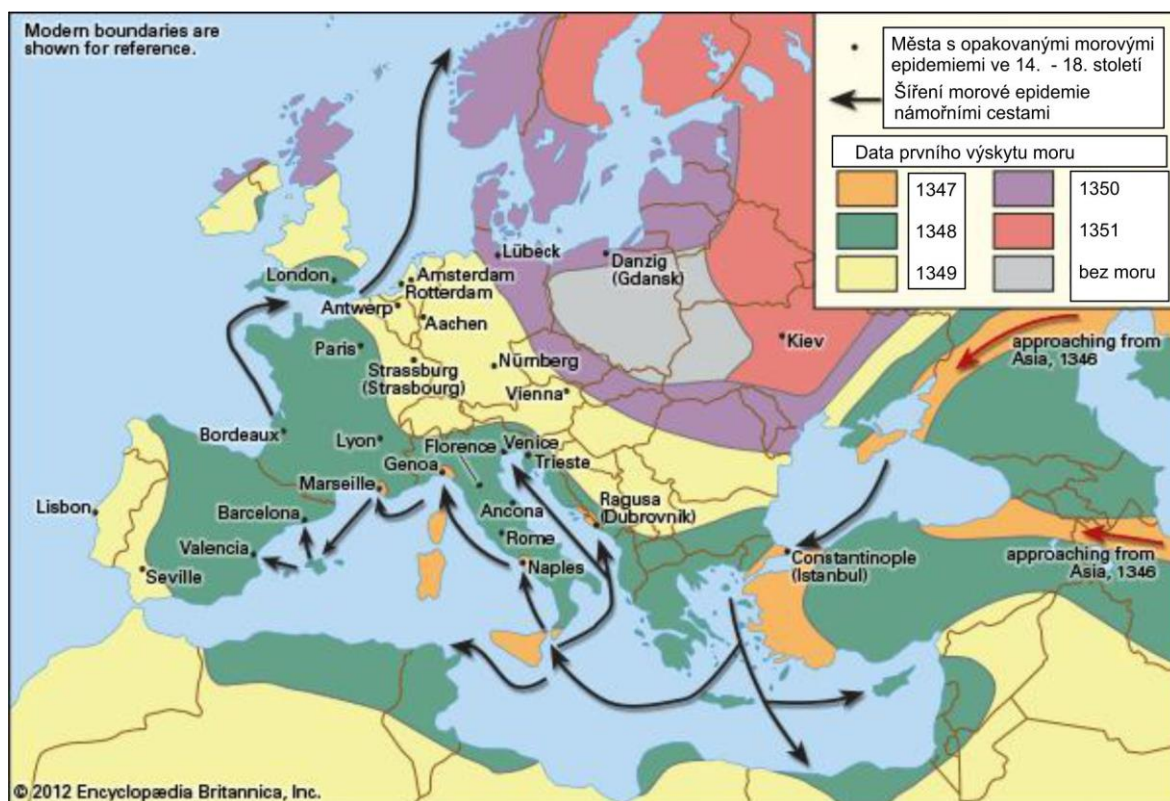 Modern boundaries are
shown for reference.
Města s opakovanými morovými
epidemiemi ve 14. - 18. století
Šíření morové epidemie
námořními cestami
Data prvního výskytu moru
1347
1350
1348
1351
1349
bez moru
Lübeck
Danzig
(Gdansk)
London
Amsterdam
Rotterdam
Antwerp
Aachen
Kiev
approaching from
Asia, 1346
Paris
Nürnberg
Strassburg
(Strasbourg)
Vienna
Bordeaux
Lyon
Florence
Venice
Trieste
Genoa
Marseille
Lisbon
Barcelona
Ancona
Ragusa
(Dubrovnik)
Rome
Valencia
Naples
Constantinople
(Istanbul)
approaching from
Asia, 1346
Seville
© 2012 Encyclopædia Britannica, Inc.